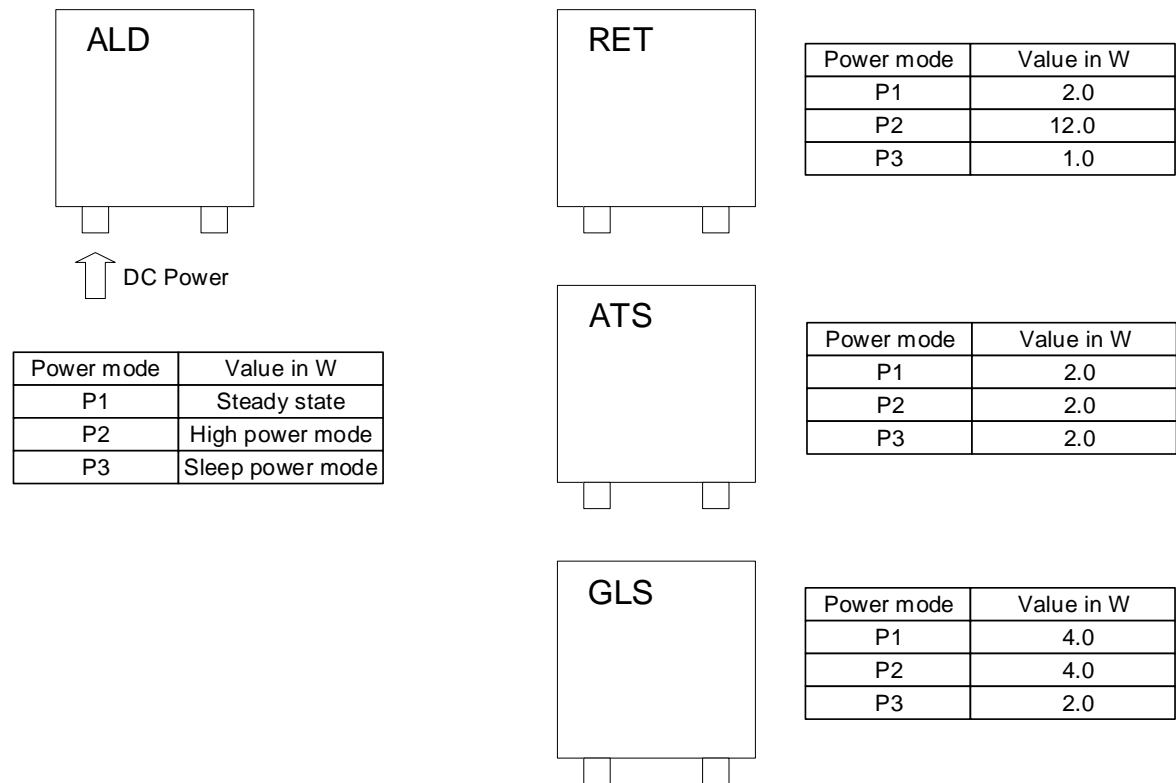 ALD
DC Power
Power mode Value in W
P1 Steady state
P2 High power mode
P3 Sleep power mode
RET
Power mode Value in W
P1 2.0
P2 12.0
P3 1.0
ATS
Power mode Value in W
P1 2.0
P2 2.0
P3 2.0
GLS
Power mode Value in W
P1 4.0
P2 4.0
P3 2.0